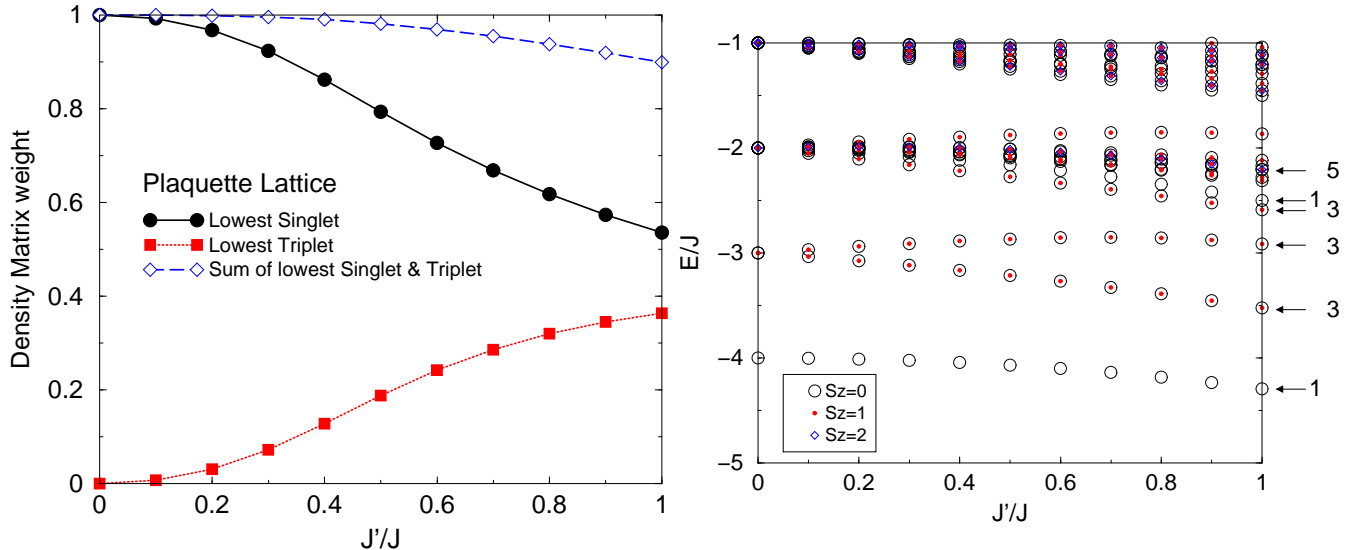 1
0.8
0.6
0.4
0.2
0
Density Matrix weight
Plaquette Lattice
Lowest Singlet
Lowest Triplet
Sum of lowest Singlet & Triplet
0 0.2 0.4 0.6 0.8 1
J'/J
−1
−2
−3
−4
−5
E/J
Sz=0
Sz=1
Sz=2
5
1
3
3
3
1
0 0.2 0.4 0.6 0.8 1
J'/J